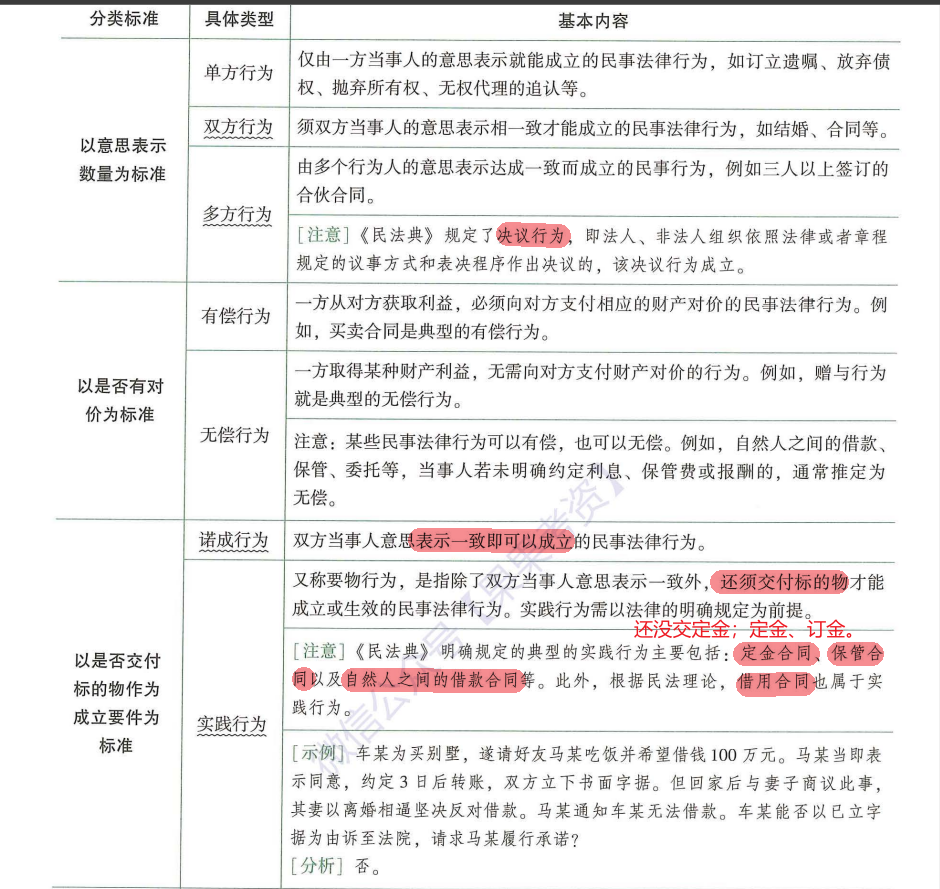 分类标准 具体类型 基本内容
以意思表示
数量为标准
单方行为
仅由一方当事人的意思表示就能成立的民事法律行为，如订立遗嘱、放弃债
权、抛弃所有权、无权代理的追认等。
双方行为
须双方当事人的意思表示相一致才能成立的民事法律行为，如结婚、合同等。
多方行为
由多个行为人的意思表示达成一致而成立的民事行为，例如三人以上签订的
合伙合同。
[注意]《民法典》规定了决议行为，即法人、非法人组织依照法律或者章程
规定的议事方式和表决程序作出决议的，该决议行为成立。
以是否有对
价为标准
有偿行为
一方从对方获取利益，必须向对方支付相应的财产对价的民事法律行为。例
如，买卖合同是典型的有偿行为。
无偿行为
一方取得某种财产利益，无需向对方支付财产对价的行为。例如，赠与行为
就是典型的无偿行为。
注意：某些民事法律行为可以有偿，也可以无偿。例如，自然人之间的借款、
保管、委托等，当事人若未明确约定利息、保管费或报酬的，通常推定为
无偿。
以是否交付
标的物作为
成立要件为
标准
诺成行为
双方当事人意思表示一致即可以成立的民事法律行为。
实践行为
又称要物行为，是指除了双方当事人意思表示一致外，还须交付标的物才能
成立或生效的民事法律行为。实践行为需以法律的明确规定为前提。
还没交定金；定金、订金。
[注意]《民法典》明确规定的典型的实践行为主要包括：定金合同、保管合
同以及自然人之间的借款合同等。此外，根据民法理论，借用合同也属于实
践行为。
[示例] 车某为买别墅，遂请好友马某吃饭并希望借钱 100 万元。马某当即表
示同意，约定 3 日后转账，双方立下书面字据。但回家后与妻子商议此事，
其妻以离婚相逼坚决反对借款。马某通知车某无法借款。车某能否以已立字
据为由诉至法院，请求马某履行承诺？
[分析] 否。
微信公众号【果果考资】